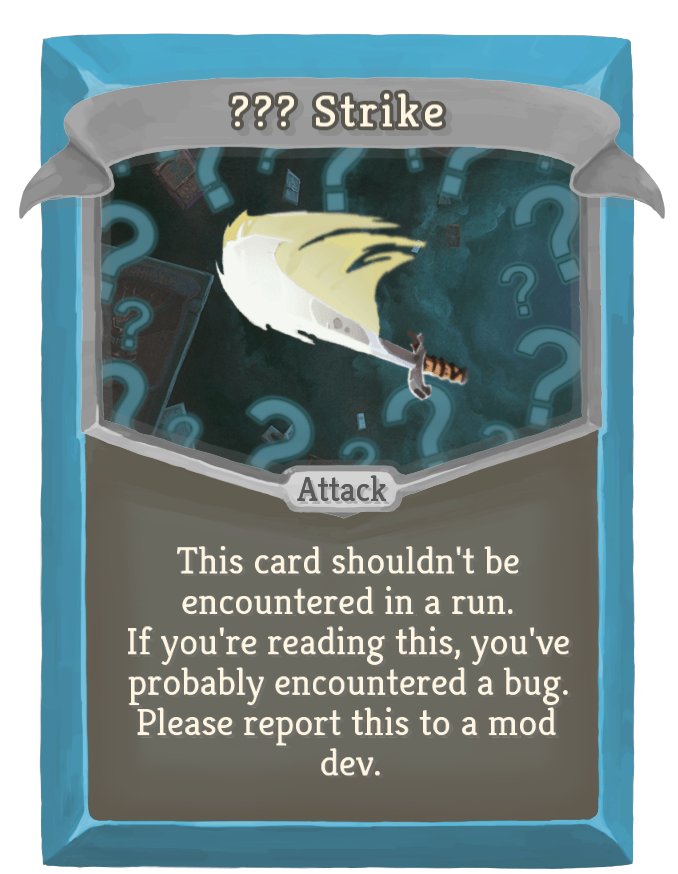 ??? Strike
Attack
This card shouldn't be
encountered in a run.
If you're reading this, you've
probably encountered a bug.
Please report this to a mod
dev.